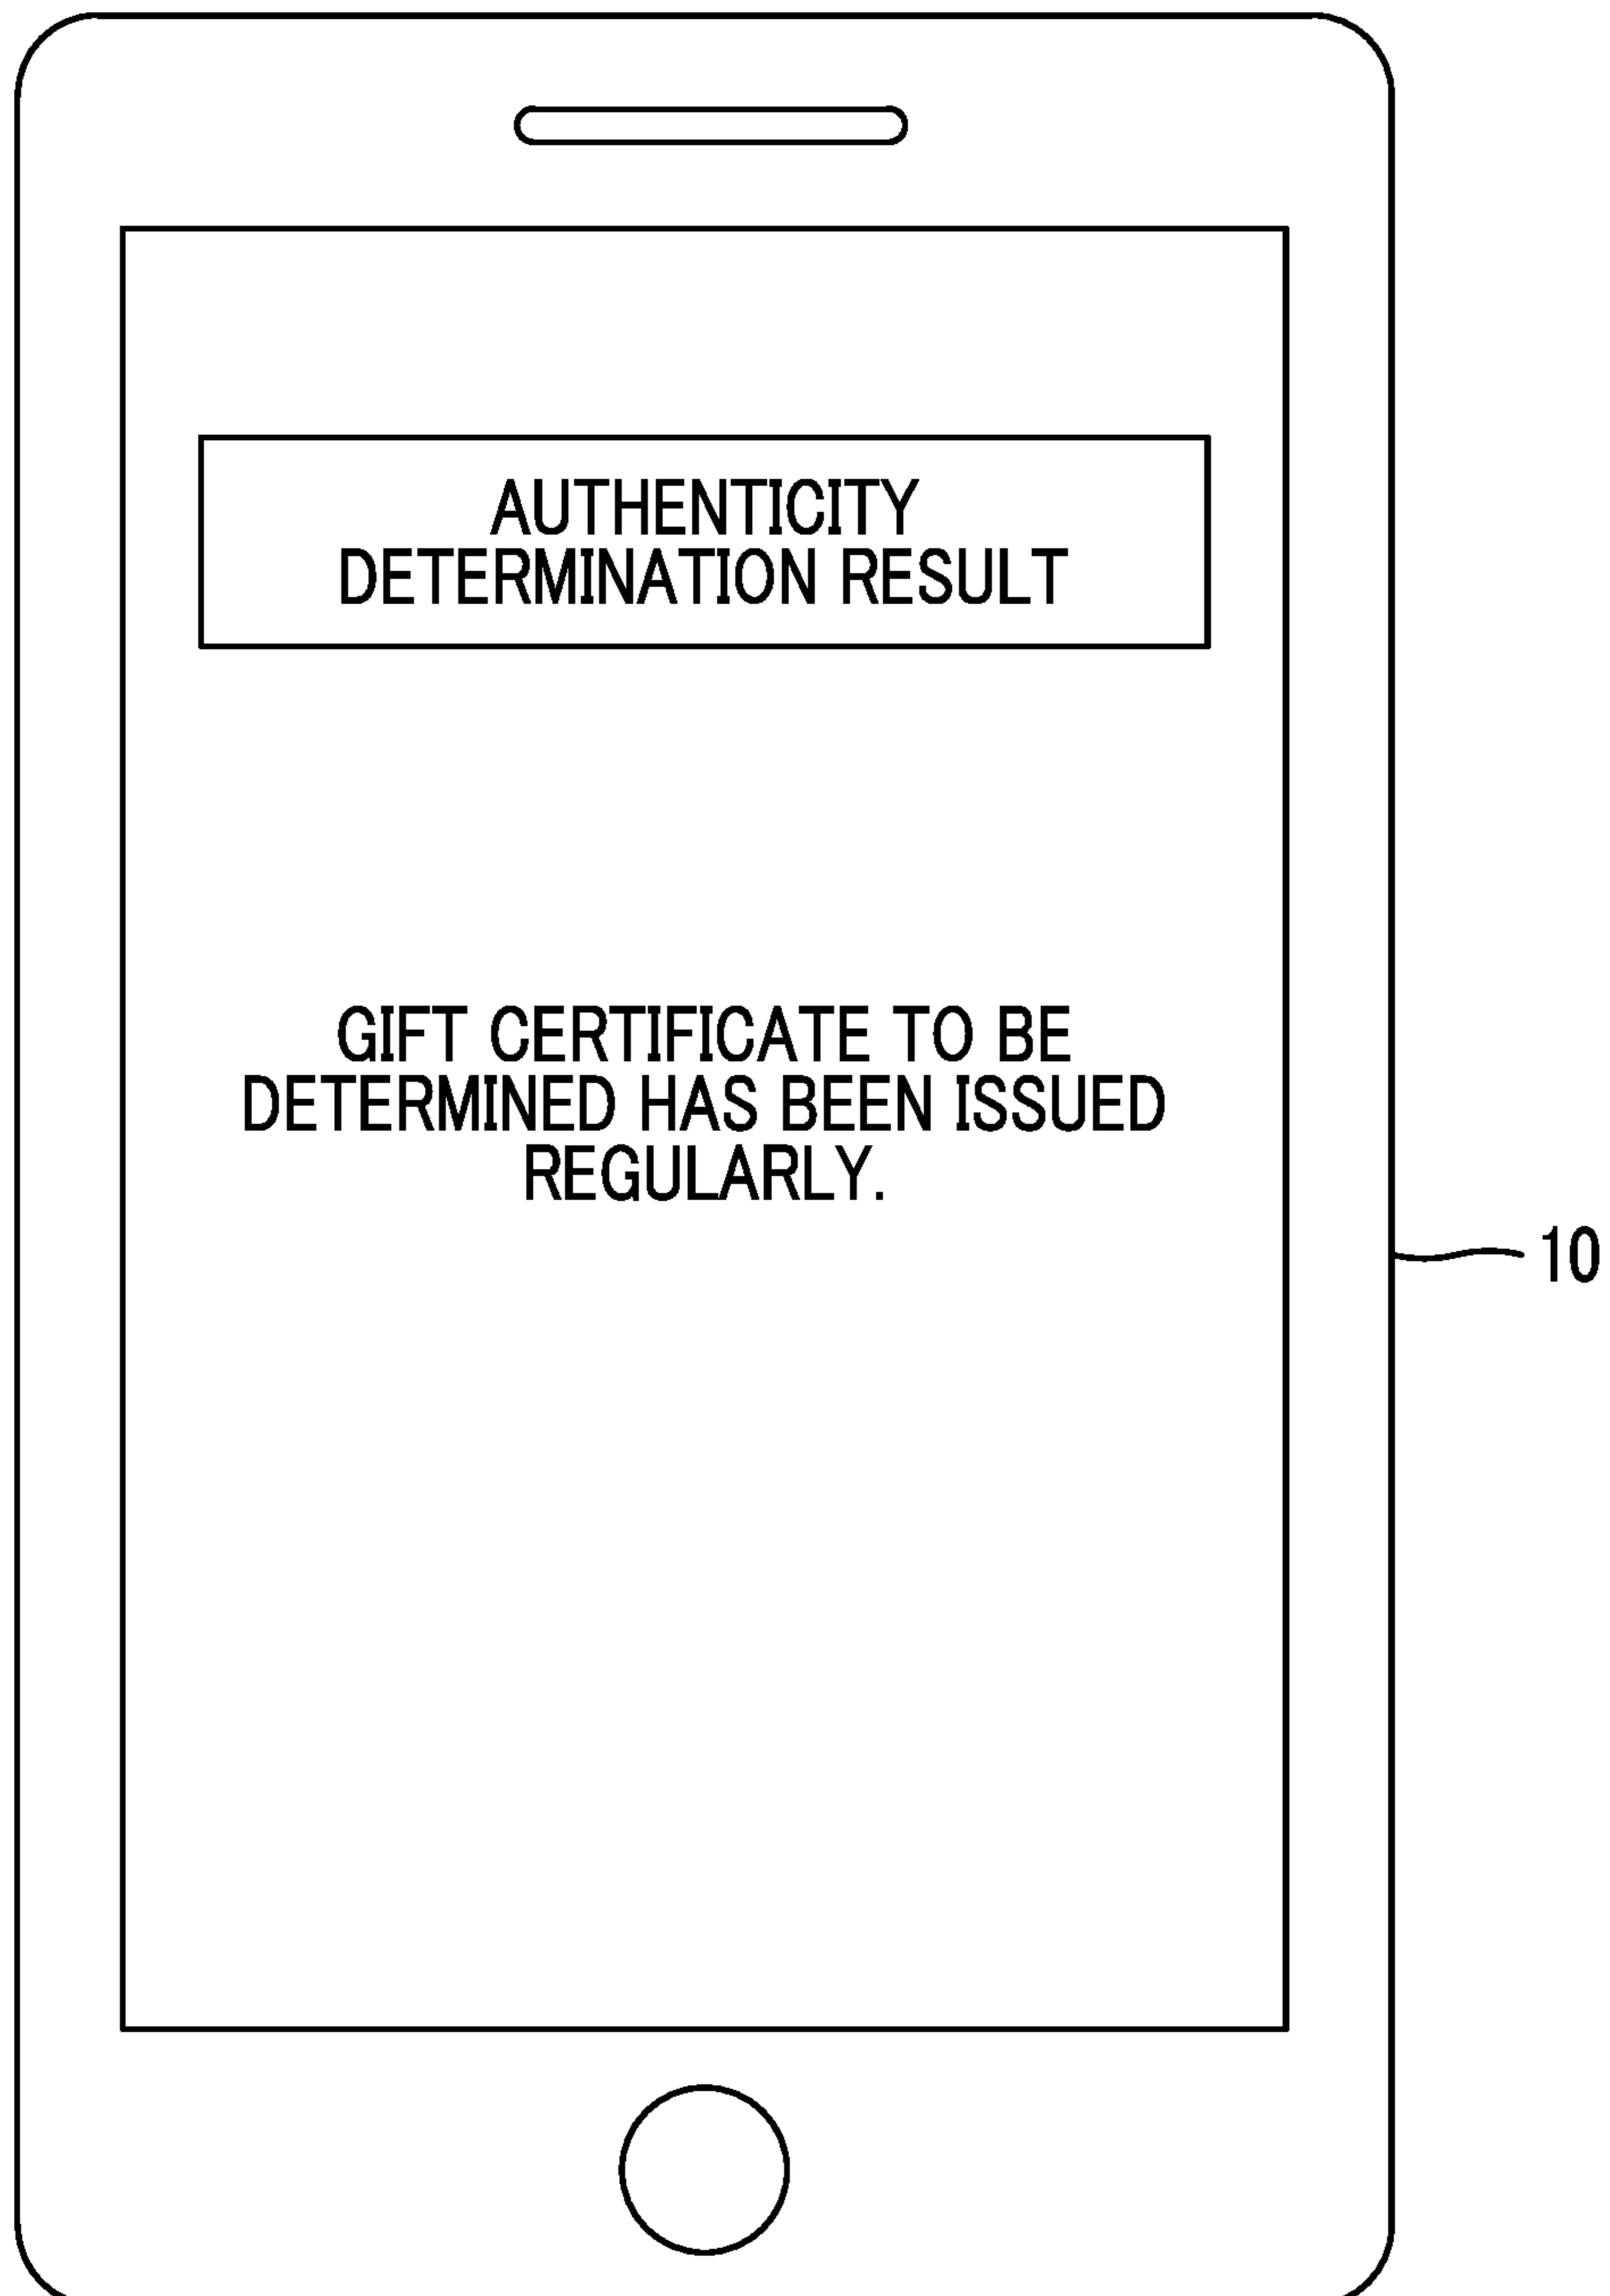 AUTHENTICITY
DETERMINATION RESULT
GIFT CERTIFICATE TO BE
DETERMINED HAS BEEN ISSUED
REGULARLY.
10